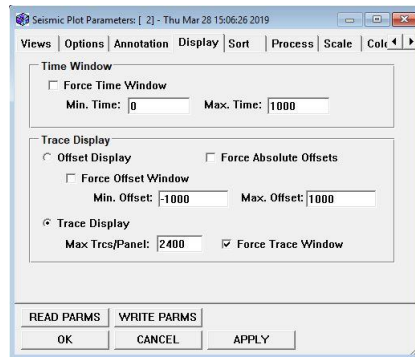 Seismic Plot Parameters: [ 2] - Thu Mar 28 15:06:26 2019
Views Options Annotation Display Sort Process Scale
Time Window
Force Time Window
Min. Time: 0 Max. Time: 1000
Trace Display
Offset Display Force Absolute Offsets
Force Offset Window
Min. Offset: -1000 Max. Offset: 1000
Trace Display
Max Trcs/Panel: 2400 Force Trace Window
READ PARMS WRITE PARMS
OK CANCEL APPLY